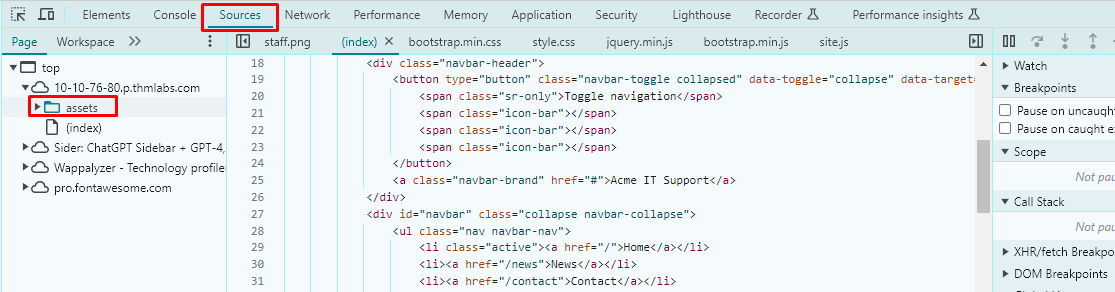 Elements Console Sources Network Performance Memory Application Security Lighthouse Recorder Performance insights
Page Workspace
staff.png (index) bootstrap.min.css style.css jquery.min.js bootstrap.min.js site.js
top
10-10-76-80.p.thmlabs.com
assets
(index)
Sider: ChatGPT Sidebar + GPT-4,
Wappalyzer - Technology profiler
pro.fontawesome.com
18 <div class="navbar-header">
19 <button type="button" class="navbar-toggle collapsed" data-toggle="collapse" data-target=
20 <span class="sr-only">Toggle navigation</span>
21 <span class="icon-bar"></span>
22 <span class="icon-bar"></span>
23 <span class="icon-bar"></span>
24 </button>
25 <a class="navbar-brand" href="#">Acme IT Support</a>
26 </div>
27 <div id="navbar" class="collapse navbar-collapse">
28 <ul class="nav navbar-nav">
29 <li class="active"><a href="/">Home</a></li>
30 <li><a href="/news">News</a></li>
31 <li><a href="/contact">Contact</a></li>
Watch
Breakpoints
Pause on uncaught
Pause on caught ex
Scope
Not pau
Call Stack
Not pau
XHR/fetch Breakpo
DOM Breakpoints